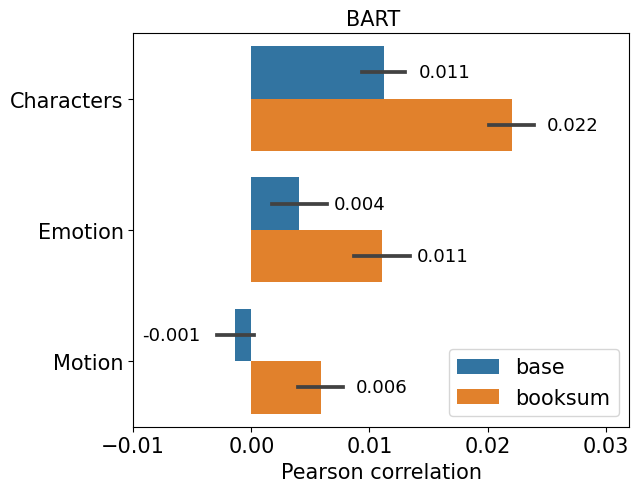 BART
Characters
0.011
0.022
Emotion
0.004
0.011
Motion
-0.001
0.006
base
booksum
−0.01
0.00
0.01
0.02
0.03
Pearson correlation